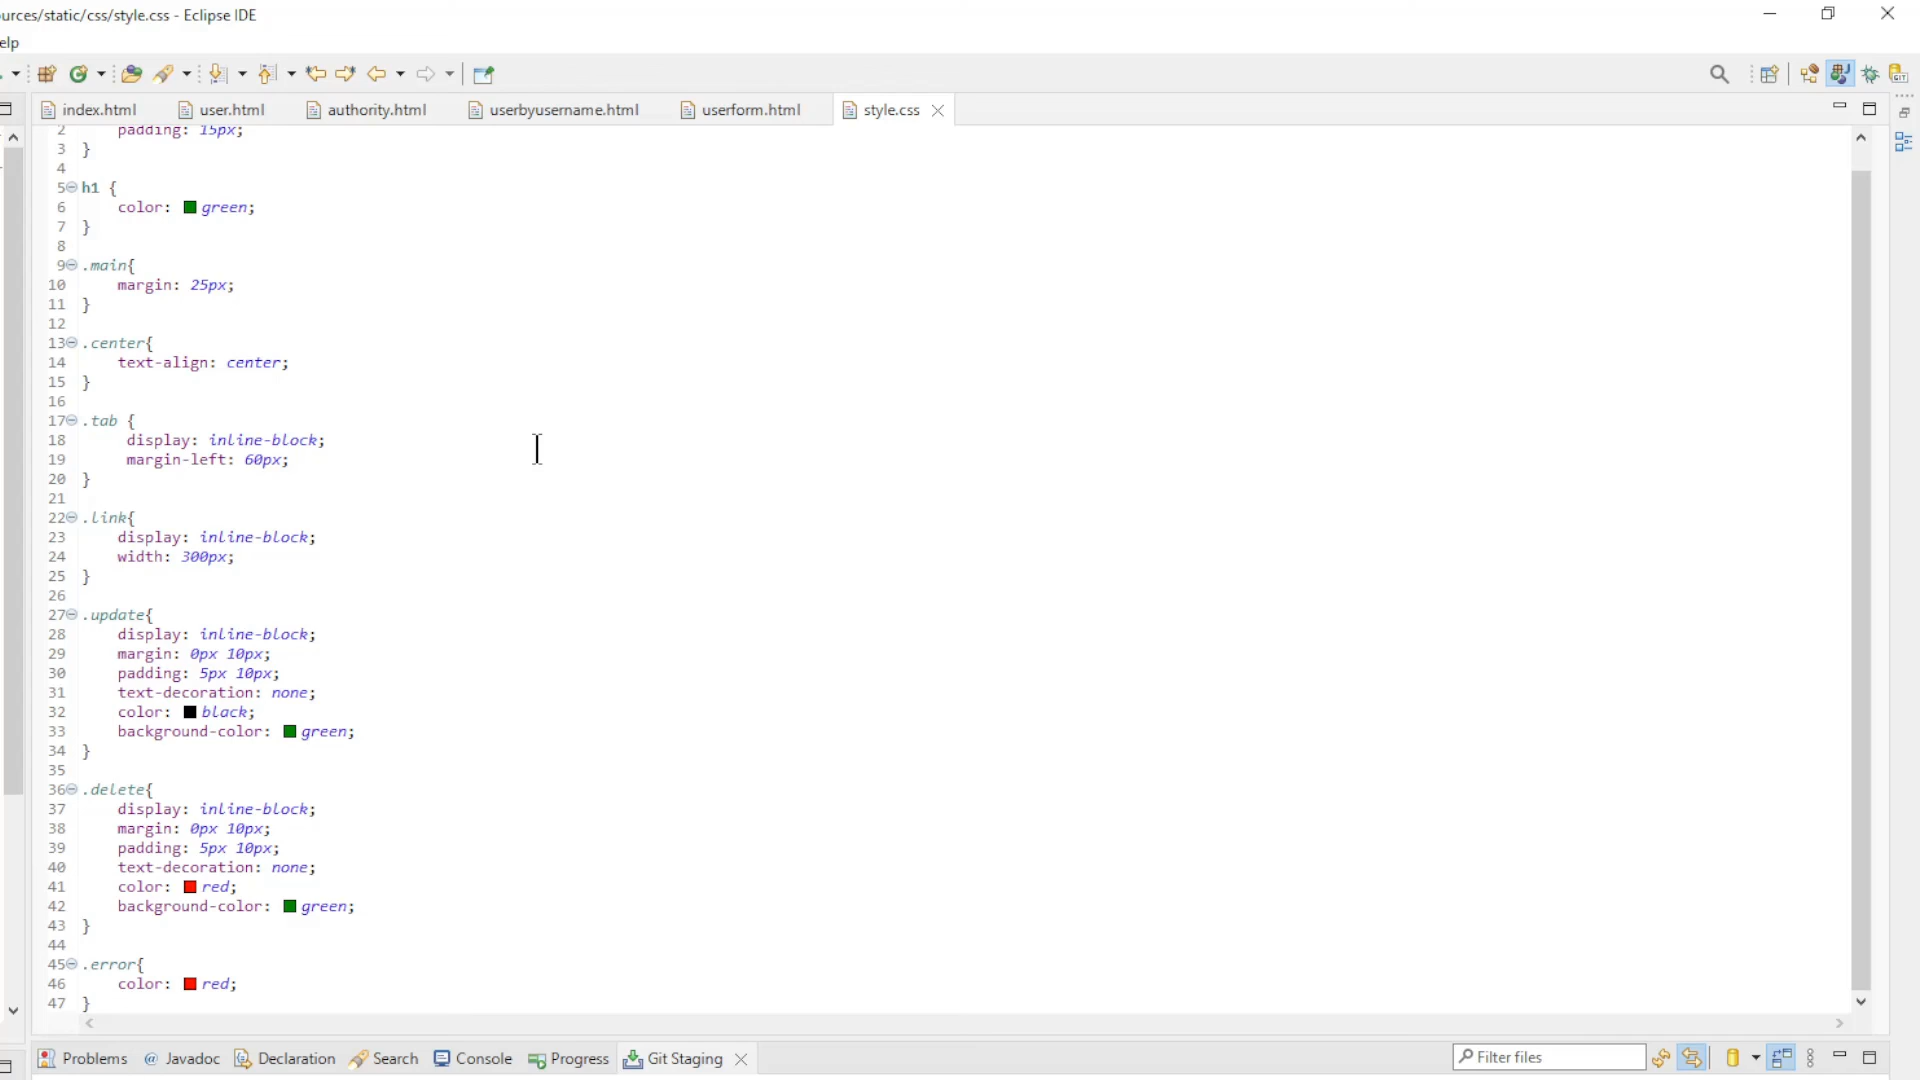 urces/static/css/style.css - Eclipse IDE
elp
index.html user.html authority.html userbyusername.html userform.html style.css
2 padding: 15px;
3 }
4
5 h1 {
6 color: green;
7 }
8
9 .main{
10 margin: 25px;
11 }
12
13 .center{
14 text-align: center;
15 }
16
17 .tab {
18 display: inline-block;
19 margin-left: 60px;
20 }
21
22 .link{
23 display: inline-block;
24 width: 300px;
25 }
26
27 .update{
28 display: inline-block;
29 margin: 0px 10px;
30 padding: 5px 10px;
31 text-decoration: none;
32 color: black;
33 background-color: green;
34 }
35
36 .delete{
37 display: inline-block;
38 margin: 0px 10px;
39 padding: 5px 10px;
40 text-decoration: none;
41 color: red;
42 background-color: green;
43 }
44
45 .error{
46 color: red;
47 }
Problems @ Javadoc Declaration Search Console Progress Git Staging Filter files